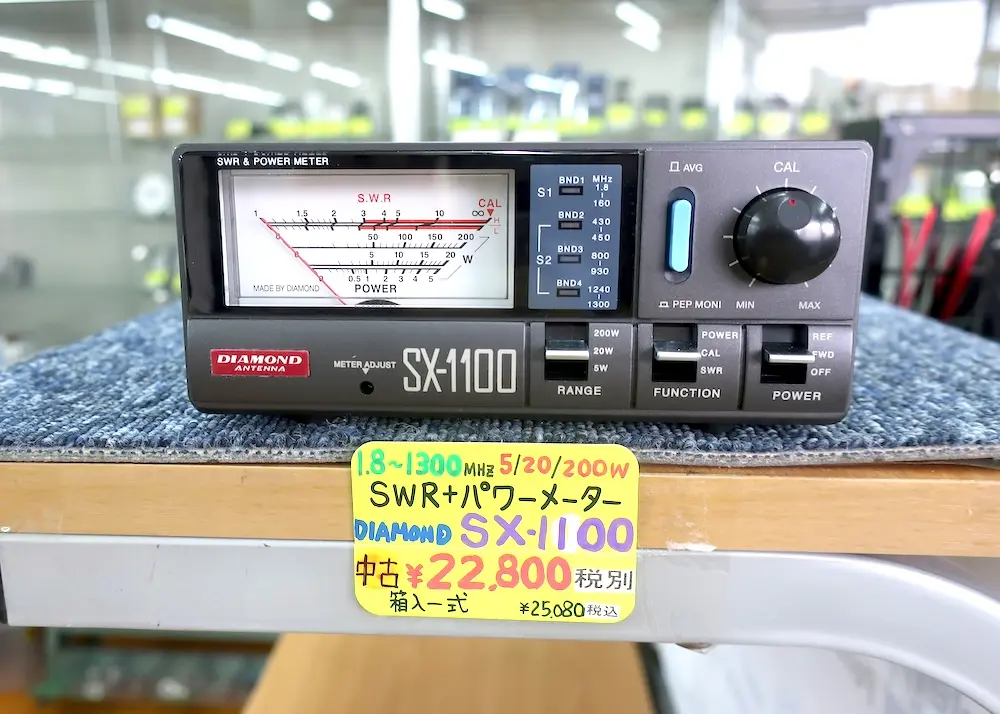 SWR & POWER METER
S.W.R
CAL
1 1.5 2 3 4 5 10 ∞
H
L
0 50 100 150 200
5 10 15 20 W
0 0.5 1 2 3 4 5
POWER
MADE BY DIAMOND
MHz
S1 BND1 1.8
160
BND2 430
450
S2 BND3 800
930
BND4 1240
1300
AVG
PEP MONI
CAL
MIN MAX
DIAMOND
ANTENNA
METER ADJUST
SX-1100
200W
20W
5W
RANGE
POWER
CAL
SWR
FUNCTION
REF
FWD
OFF
POWER
1.8~1300MHz 5/20/200W
SWR+パワーメーター
DIAMOND SX-1100
中古 ¥22,800 税別
箱入一式 ¥25,080税込